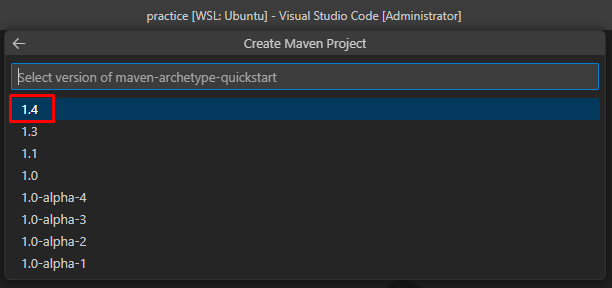 practice [WSL: Ubuntu] - Visual Studio Code [Administrator]
Create Maven Project
Select version of maven-archetype-quickstart
1.4
1.3
1.1
1.0
1.0-alpha-4
1.0-alpha-3
1.0-alpha-2
1.0-alpha-1